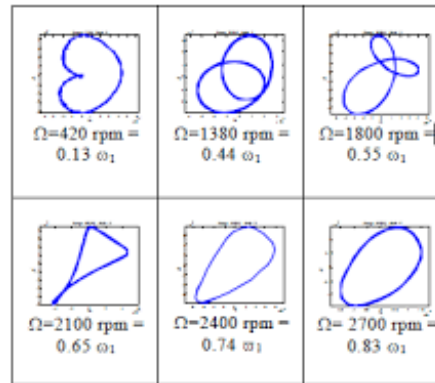 Ω=420 rpm =
0.13 ω₁
Ω=1380 rpm =
0.44 ω₁
Ω=1800 rpm =
0.55 ω₁
Ω=2100 rpm =
0.65 ω₁
Ω=2400 rpm =
0.74 ϖ₁
Ω= 2700 rpm =
0.83 ω₁